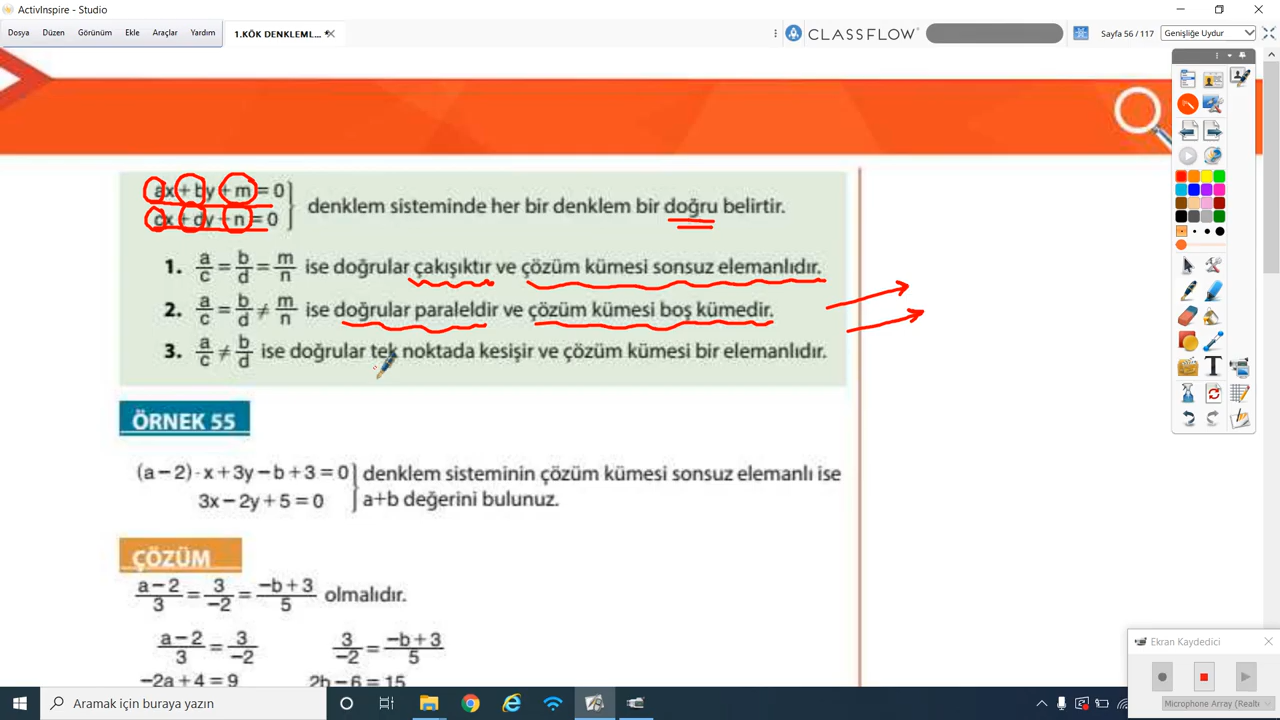 ActivInspire - Studio
Dosya Düzen Görünüm Ekle Araçlar Yardım
1.KÖK DENKLEML...
CLASSFLOW
Sayfa 56 / 117
Genişliğe Uydur
ax + by + m = 0
cx + dy + n = 0
denklem sisteminde her bir denklem bir doğru belirtir.
1. a/c = b/d = m/n ise doğrular çakışıktır ve çözüm kümesi sonsuz elemanlıdır.
2. a/c = b/d ≠ m/n ise doğrular paraleldir ve çözüm kümesi boş kümedir.
3. a/c ≠ b/d ise doğrular tek noktada kesişir ve çözüm kümesi bir elemanlıdır.
ÖRNEK 55
(a − 2) · x + 3y − b + 3 = 0 denklem sisteminin çözüm kümesi sonsuz elemanlı ise
3x − 2y + 5 = 0 a+b değerini bulunuz.
ÇÖZÜM
a − 2/3 = 3/−2 = −b + 3/5 olmalıdır.
a − 2/3 = 3/−2 3/−2 = −b + 3/5
−2a + 4 = 9 2b − 6 = 15
Ekran Kaydedici
Microphone Array (Realt
Aramak için buraya yazın